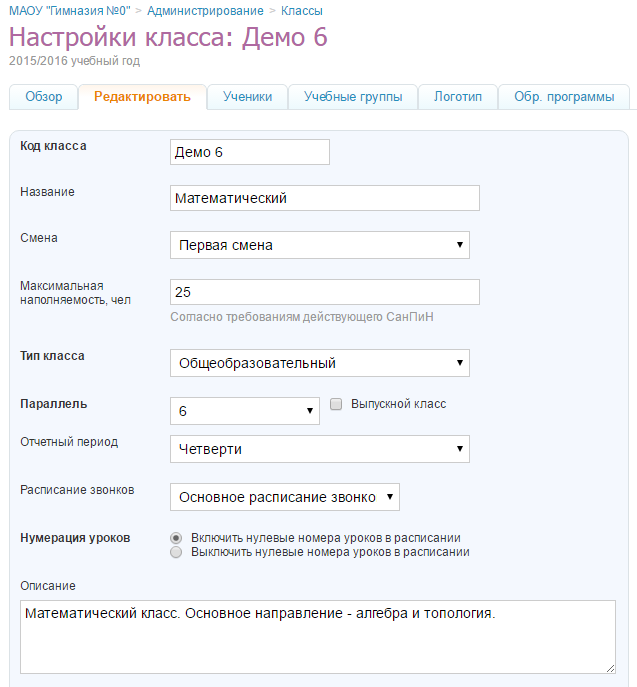 МАОУ "Гимназия №0" > Администрирование > Классы
Настройки класса: Демо 6
2015/2016 учебный год
Обзор Редактировать Ученики Учебные группы Логотип Обр. программы
Код класса Демо 6
Название Математический
Смена Первая смена
Максимальная
наполняемость, чел 25
Согласно требованиям действующего СанПиН
Тип класса Общеобразовательный
Параллель 6 Выпускной класс
Отчетный период Четверти
Расписание звонков Основное расписание звонко
Нумерация уроков Включить нулевые номера уроков в расписании
Выключить нулевые номера уроков в расписании
Описание
Математический класс. Основное направление - алгебра и топология.